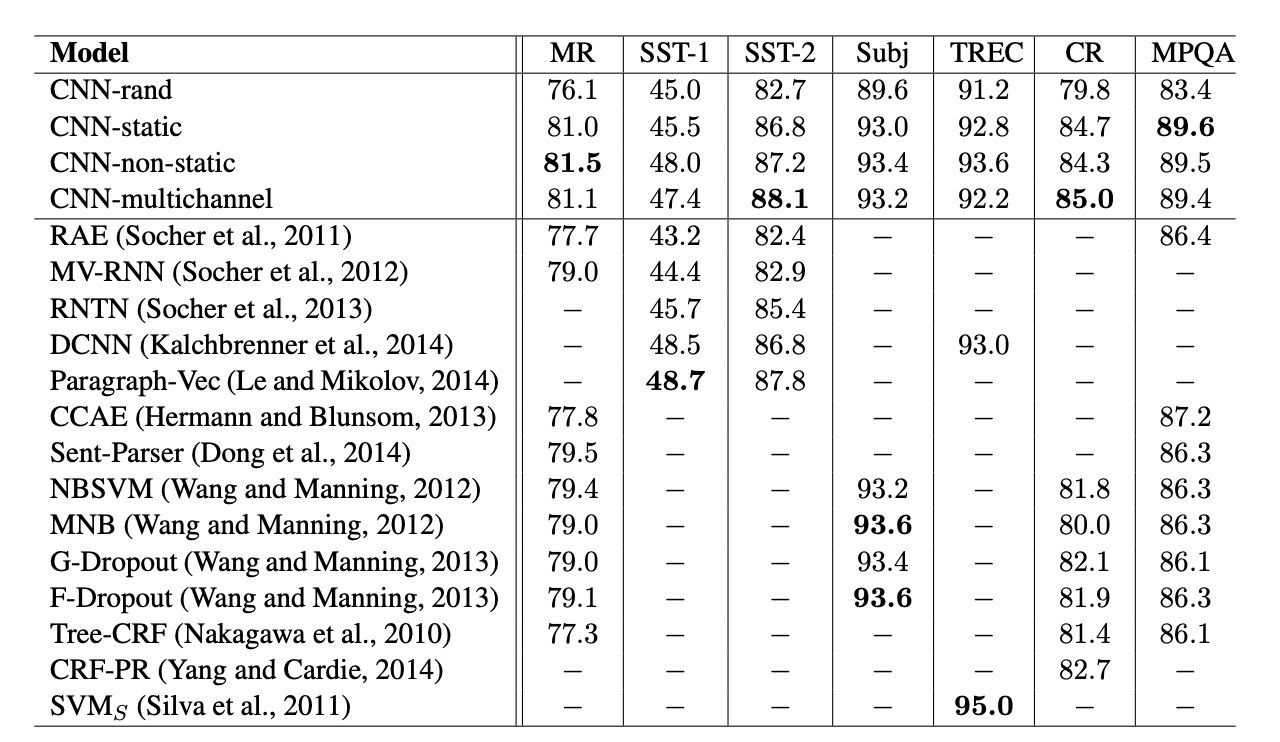 Model MR SST-1 SST-2 Subj TREC CR MPQA
CNN-rand 76.1 45.0 82.7 89.6 91.2 79.8 83.4
CNN-static 81.0 45.5 86.8 93.0 92.8 84.7 89.6
CNN-non-static 81.5 48.0 87.2 93.4 93.6 84.3 89.5
CNN-multichannel 81.1 47.4 88.1 93.2 92.2 85.0 89.4
RAE (Socher et al., 2011) 77.7 43.2 82.4 − − − 86.4
MV-RNN (Socher et al., 2012) 79.0 44.4 82.9 − − − −
RNTN (Socher et al., 2013) − 45.7 85.4 − − − −
DCNN (Kalchbrenner et al., 2014) − 48.5 86.8 − 93.0 − −
Paragraph-Vec (Le and Mikolov, 2014) − 48.7 87.8 − − − −
CCAE (Hermann and Blunsom, 2013) 77.8 − − − − − 87.2
Sent-Parser (Dong et al., 2014) 79.5 − − − − − 86.3
NBSVM (Wang and Manning, 2012) 79.4 − − 93.2 − 81.8 86.3
MNB (Wang and Manning, 2012) 79.0 − − 93.6 − 80.0 86.3
G-Dropout (Wang and Manning, 2013) 79.0 − − 93.4 − 82.1 86.1
F-Dropout (Wang and Manning, 2013) 79.1 − − 93.6 − 81.9 86.3
Tree-CRF (Nakagawa et al., 2010) 77.3 − − − − 81.4 86.1
CRF-PR (Yang and Cardie, 2014) − − − − − 82.7 −
SVM_S (Silva et al., 2011) − − − − 95.0 − −